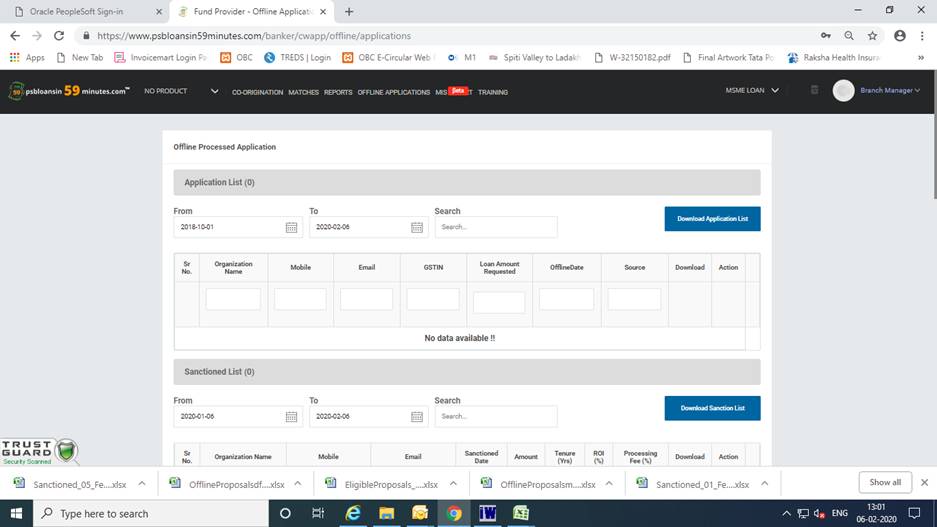 Oracle PeopleSoft Sign-in
Fund Provider - Offline Applicatio
https://www.psbloansin59minutes.com/banker/cwapp/offline/applications
Apps New Tab Invoicemart Login Pa OBC TREDS | Login OBC E-Circular Web M1 Spiti Valley to Ladakh W-32150182.pdf Final Artwork Tata Po Raksha Health Insura
psbloansin 59 minutes.com™ NO PRODUCT CO-ORIGINATION MATCHES REPORTS OFFLINE APPLICATIONS MIS Beta TRAINING MSME LOAN Branch Manager
Offline Processed Application
Application List (0)
From To Search
2018-10-01 2020-02-06 Search... Download Application List
Sr No. Organization Name Mobile Email GSTIN Loan Amount Requested OfflineDate Source Download Action
No data available !!
Sanctioned List (0)
From To Search
2020-01-06 2020-02-06 Search... Download Sanction List
Sr No. Organization Name Mobile Email Sanctioned Date Amount Tenure (Yrs) ROI (%) Processing Fee (%) Download Action
TRUST
GUARD
Security Scanned
Sanctioned_05_Fe....xlsx OfflineProposalsdf....xlsx EligibleProposals_....xlsx OfflineProposalsm....xlsx Sanctioned_01_Fe....xlsx Show all
Type here to search
ENG
13:01
06-02-2020